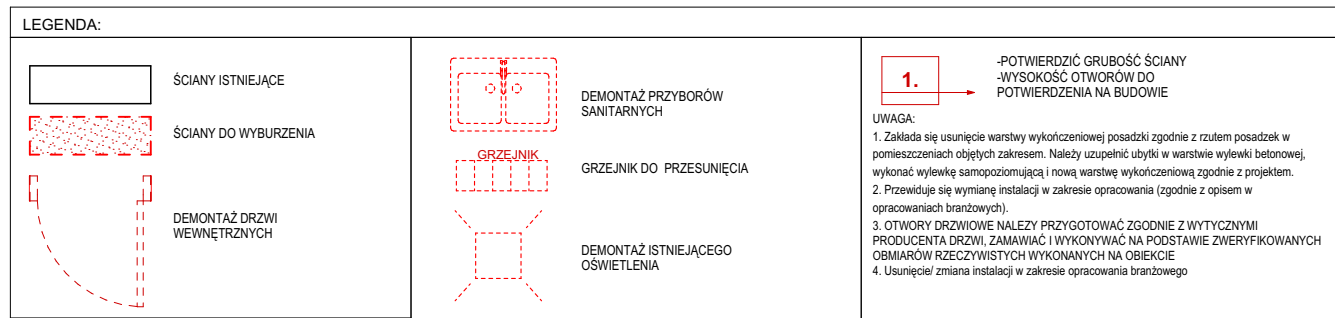 LEGENDA:
ŚCIANY ISTNIEJĄCE
ŚCIANY DO WYBURZENIA
DEMONTAŻ DRZWI
WEWNĘTRZNYCH
DEMONTAŻ PRZYBORÓW
SANITARNYCH
GRZEJNIK
GRZEJNIK DO PRZESUNIĘCIA
DEMONTAŻ ISTNIEJĄCEGO
OŚWIETLENIA
1.
-POTWIERDZIĆ GRUBOŚĆ ŚCIANY
-WYSOKOŚĆ OTWORÓW DO
POTWIERDZENIA NA BUDOWIE
UWAGA:
1. Zakłada się usunięcie warstwy wykończeniowej posadzki zgodnie z rzutem posadzek w
pomieszczeniach objętych zakresem. Należy uzupełnić ubytki w warstwie wylewki betonowej,
wykonać wylewkę samopoziomującą i nową warstwę wykończeniową zgodnie z projektem.
2. Przewiduje się wymianę instalacji w zakresie opracowania (zgodnie z opisem w
opracowaniach branżowych).
3. OTWORY DRZWIOWE NALEZY PRZYGOTOWAĆ ZGODNIE Z WYTYCZNYMI
PRODUCENTA DRZWI, ZAMAWIAĆ I WYKONYWAĆ NA PODSTAWIE ZWERYFIKOWANYCH
OBMIARÓW RZECZYWISTYCH WYKONANYCH NA OBIEKCIE
4. Usunięcie/ zmiana instalacji w zakresie opracowania branżowego